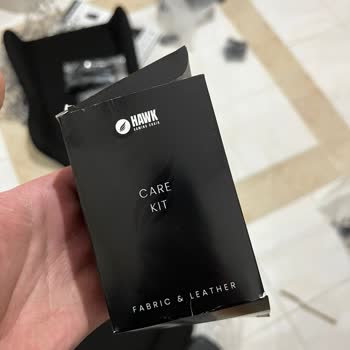 HAWK
GAMING CHAIR
CARE
KIT
FABRIC & LEATHER